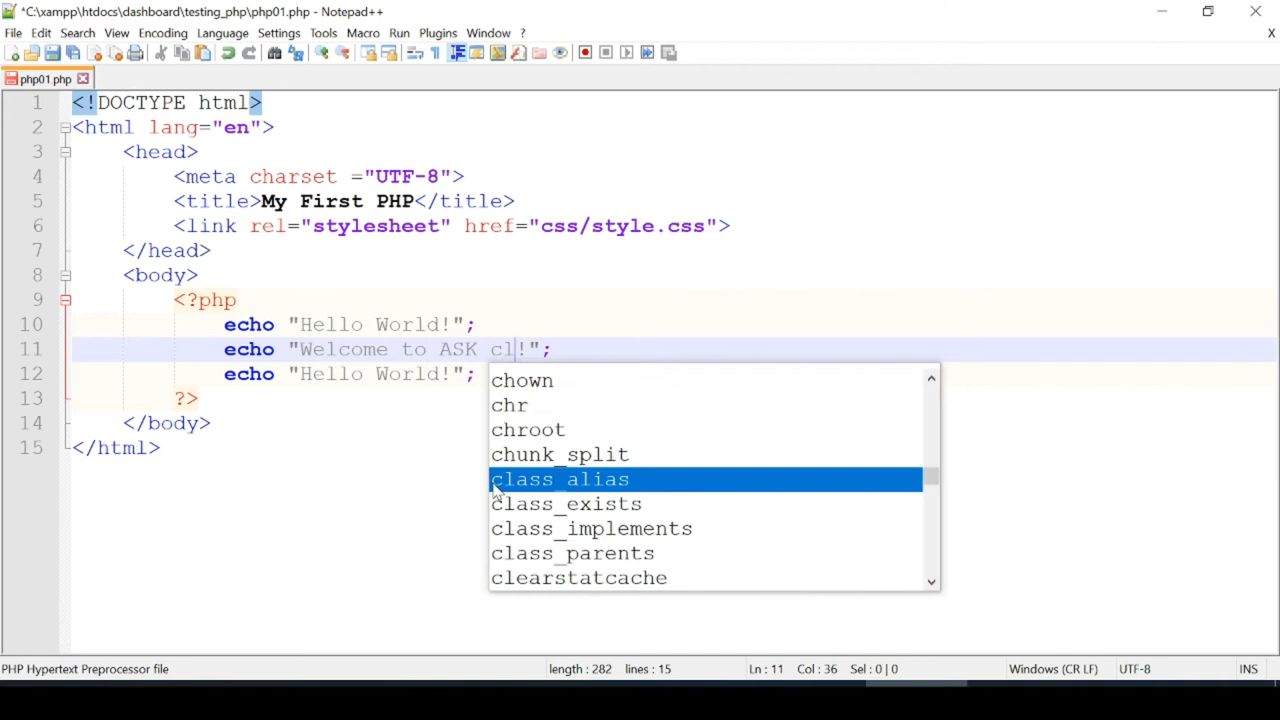 *C:\xampp\htdocs\dashboard\testing_php\php01.php - Notepad++
File Edit Search View Encoding Language Settings Tools Macro Run Plugins Window ? X
php01.php
1 <!DOCTYPE html>
2 <html lang="en">
3 <head>
4 <meta charset ="UTF-8">
5 <title>My First PHP</title>
6 <link rel="stylesheet" href="css/style.css">
7 </head>
8 <body>
9 <?php
10 echo "Hello World!";
11 echo "Welcome to ASK cl!";
12 echo "Hello World!";
13 ?>
14 </body>
15 </html>
chown
chr
chroot
chunk_split
class_alias
class_exists
class_implements
class_parents
clearstatcache
PHP Hypertext Preprocessor file length : 282 lines : 15 Ln : 11 Col : 36 Sel : 0 | 0 Windows (CR LF) UTF-8 INS